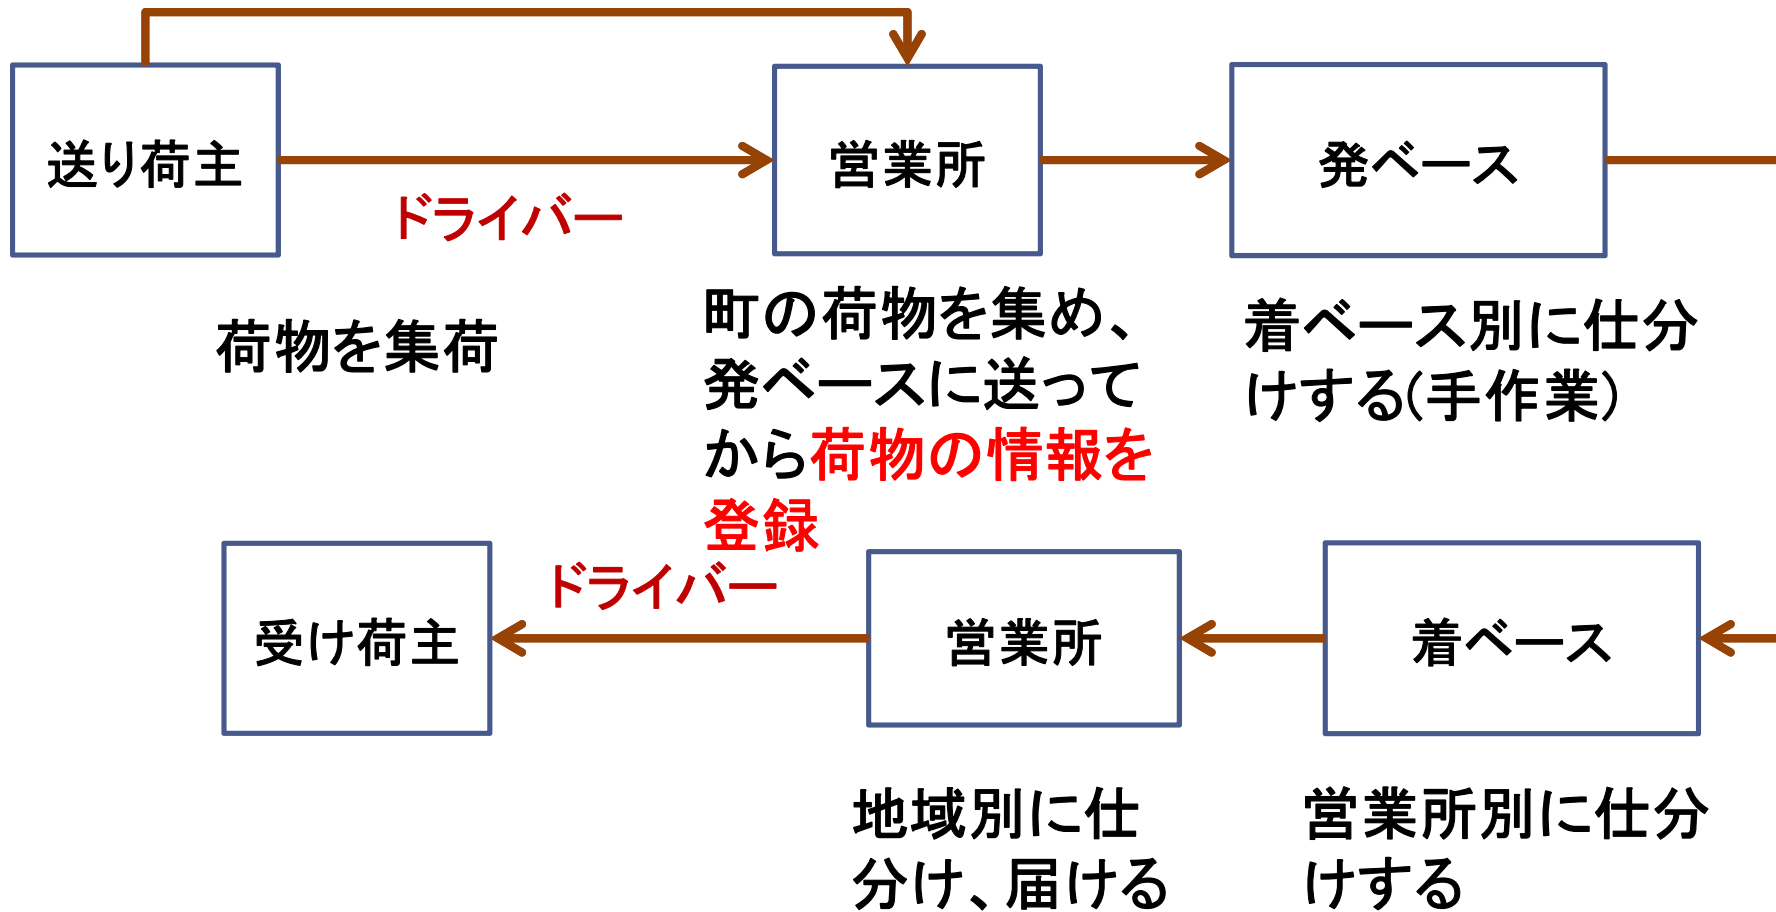 送り荷主
営業所
発ベース
ドライバー
荷物を集荷
町の荷物を集め、
発ベースに送って
から荷物の情報を
登録
着ベース別に仕分
けする(手作業)
受け荷主
ドライバー
営業所
着ベース
地域別に仕
分け、届ける
営業所別に仕分
けする